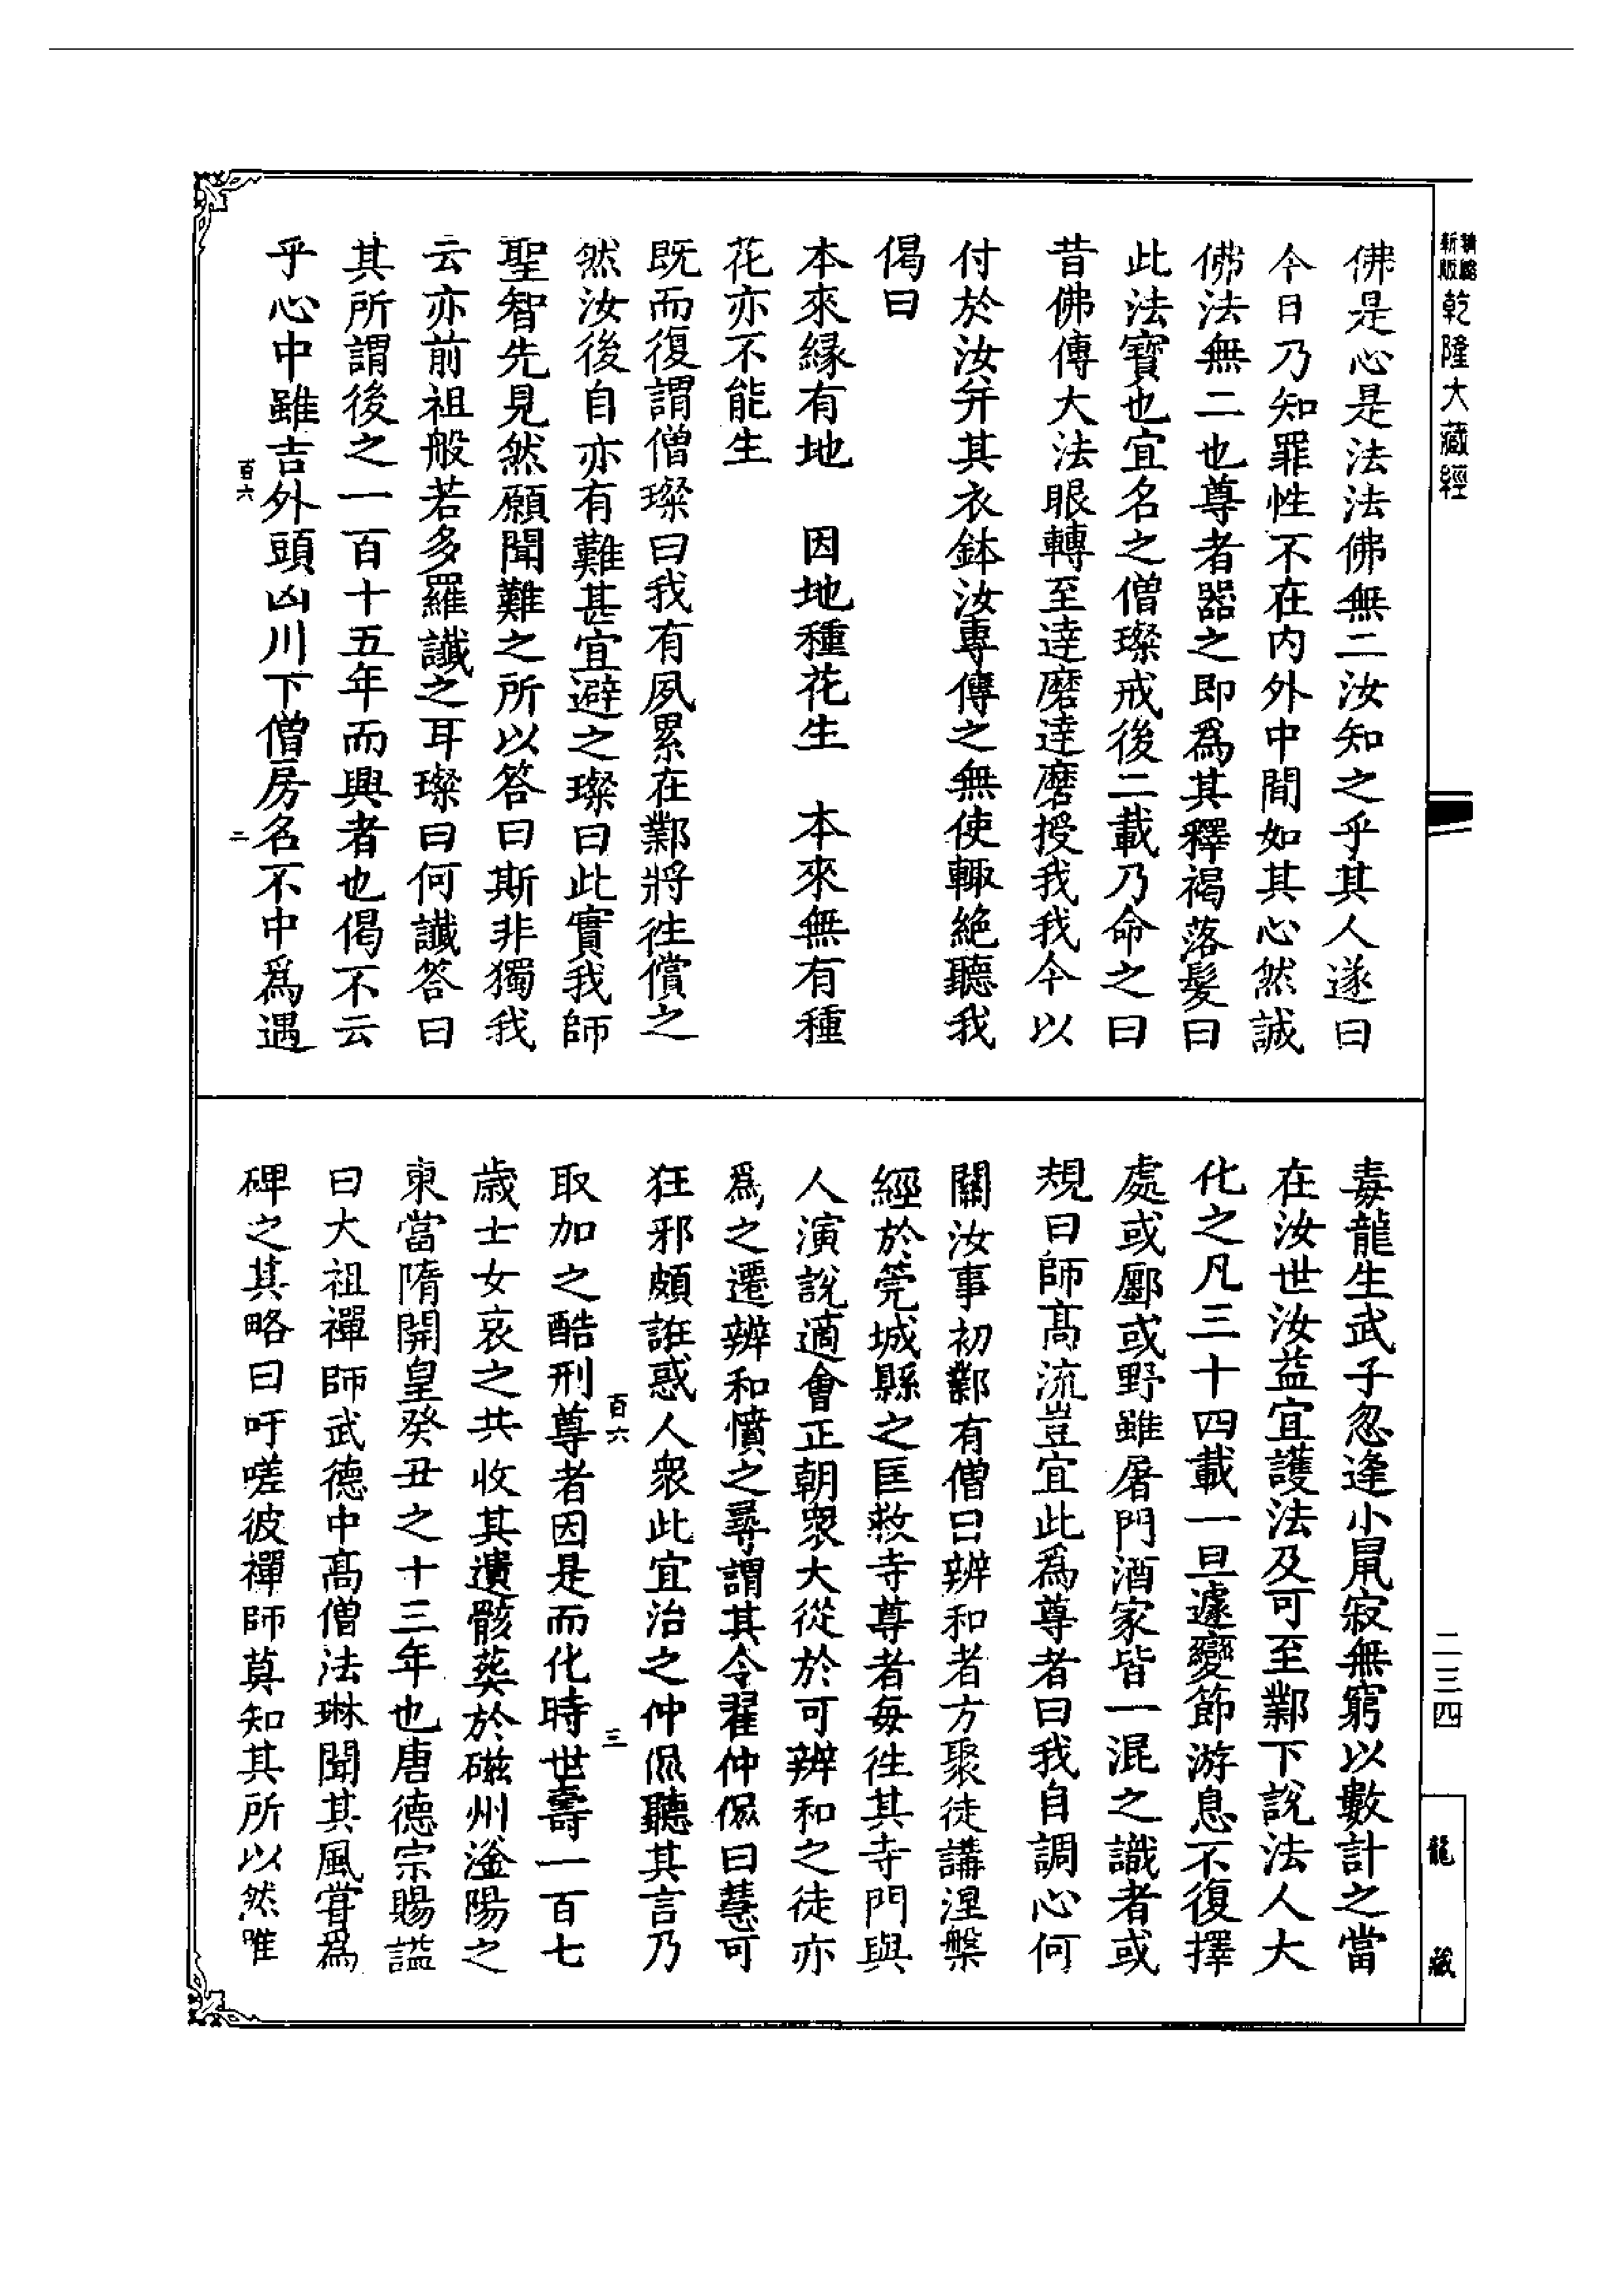 乾隆大藏經
佛是心是法法佛無二汝知之乎其人遂曰
今日乃知罪性不在内外中間如其心然誠
佛法無二也尊者器之即爲其釋褐落髮曰
此法寶也宜名之僧璨戒後二載乃命之曰
昔佛傳大法眼轉至達磨達磨授我我今以
付於汝并其衣鉢汝專傳之無使輙絶聽我
偈曰
本來緣有地　因地種花生　本來無有種
花亦不能生
既而復謂僧璨曰我有夙累在鄴將往償之
然汝後自亦有難甚宜避之璨曰此實我師
聖智先見然願聞難之所以答曰斯非獨我
云亦前祖般若多羅讖之耳璨曰何讖答曰
其所謂後之一百十五年而興者也偈不云
乎心中雖吉外頭凶川下僧房名不中爲遇
百六
二
毒龍生武子忽逢小鼠寂無窮以數計之當
在汝世汝益宜護法及可至鄴下說法人大
化之凡三十四載一旦遽變節游息不復擇
處或鄽或野雖屠門酒家皆一混之識者或
規曰師高流豈宜此爲尊者曰我自調心何
關汝事初鄴有僧曰辨和者方聚徒講涅槃
經於筦城縣之匡救寺尊者每往其寺門與
人演說適會正朝衆大從於可辨和之徒亦
爲之遷辨和憤之尋謂其令翟仲侃曰慧可
狂邪頗誑惑人衆此宜治之仲侃聽其言乃
百六
三
取加之酷刑尊者因是而化時世壽一百七
歲士女哀之共收其遺骸葬於磁州滏陽之
東當隋開皇癸丑之十三年也唐德宗賜謚
曰大祖禪師武德中高僧法琳聞其風甞爲
碑之其略曰吁嗟彼禪師莫知其所以然唯
二三四
龍藏